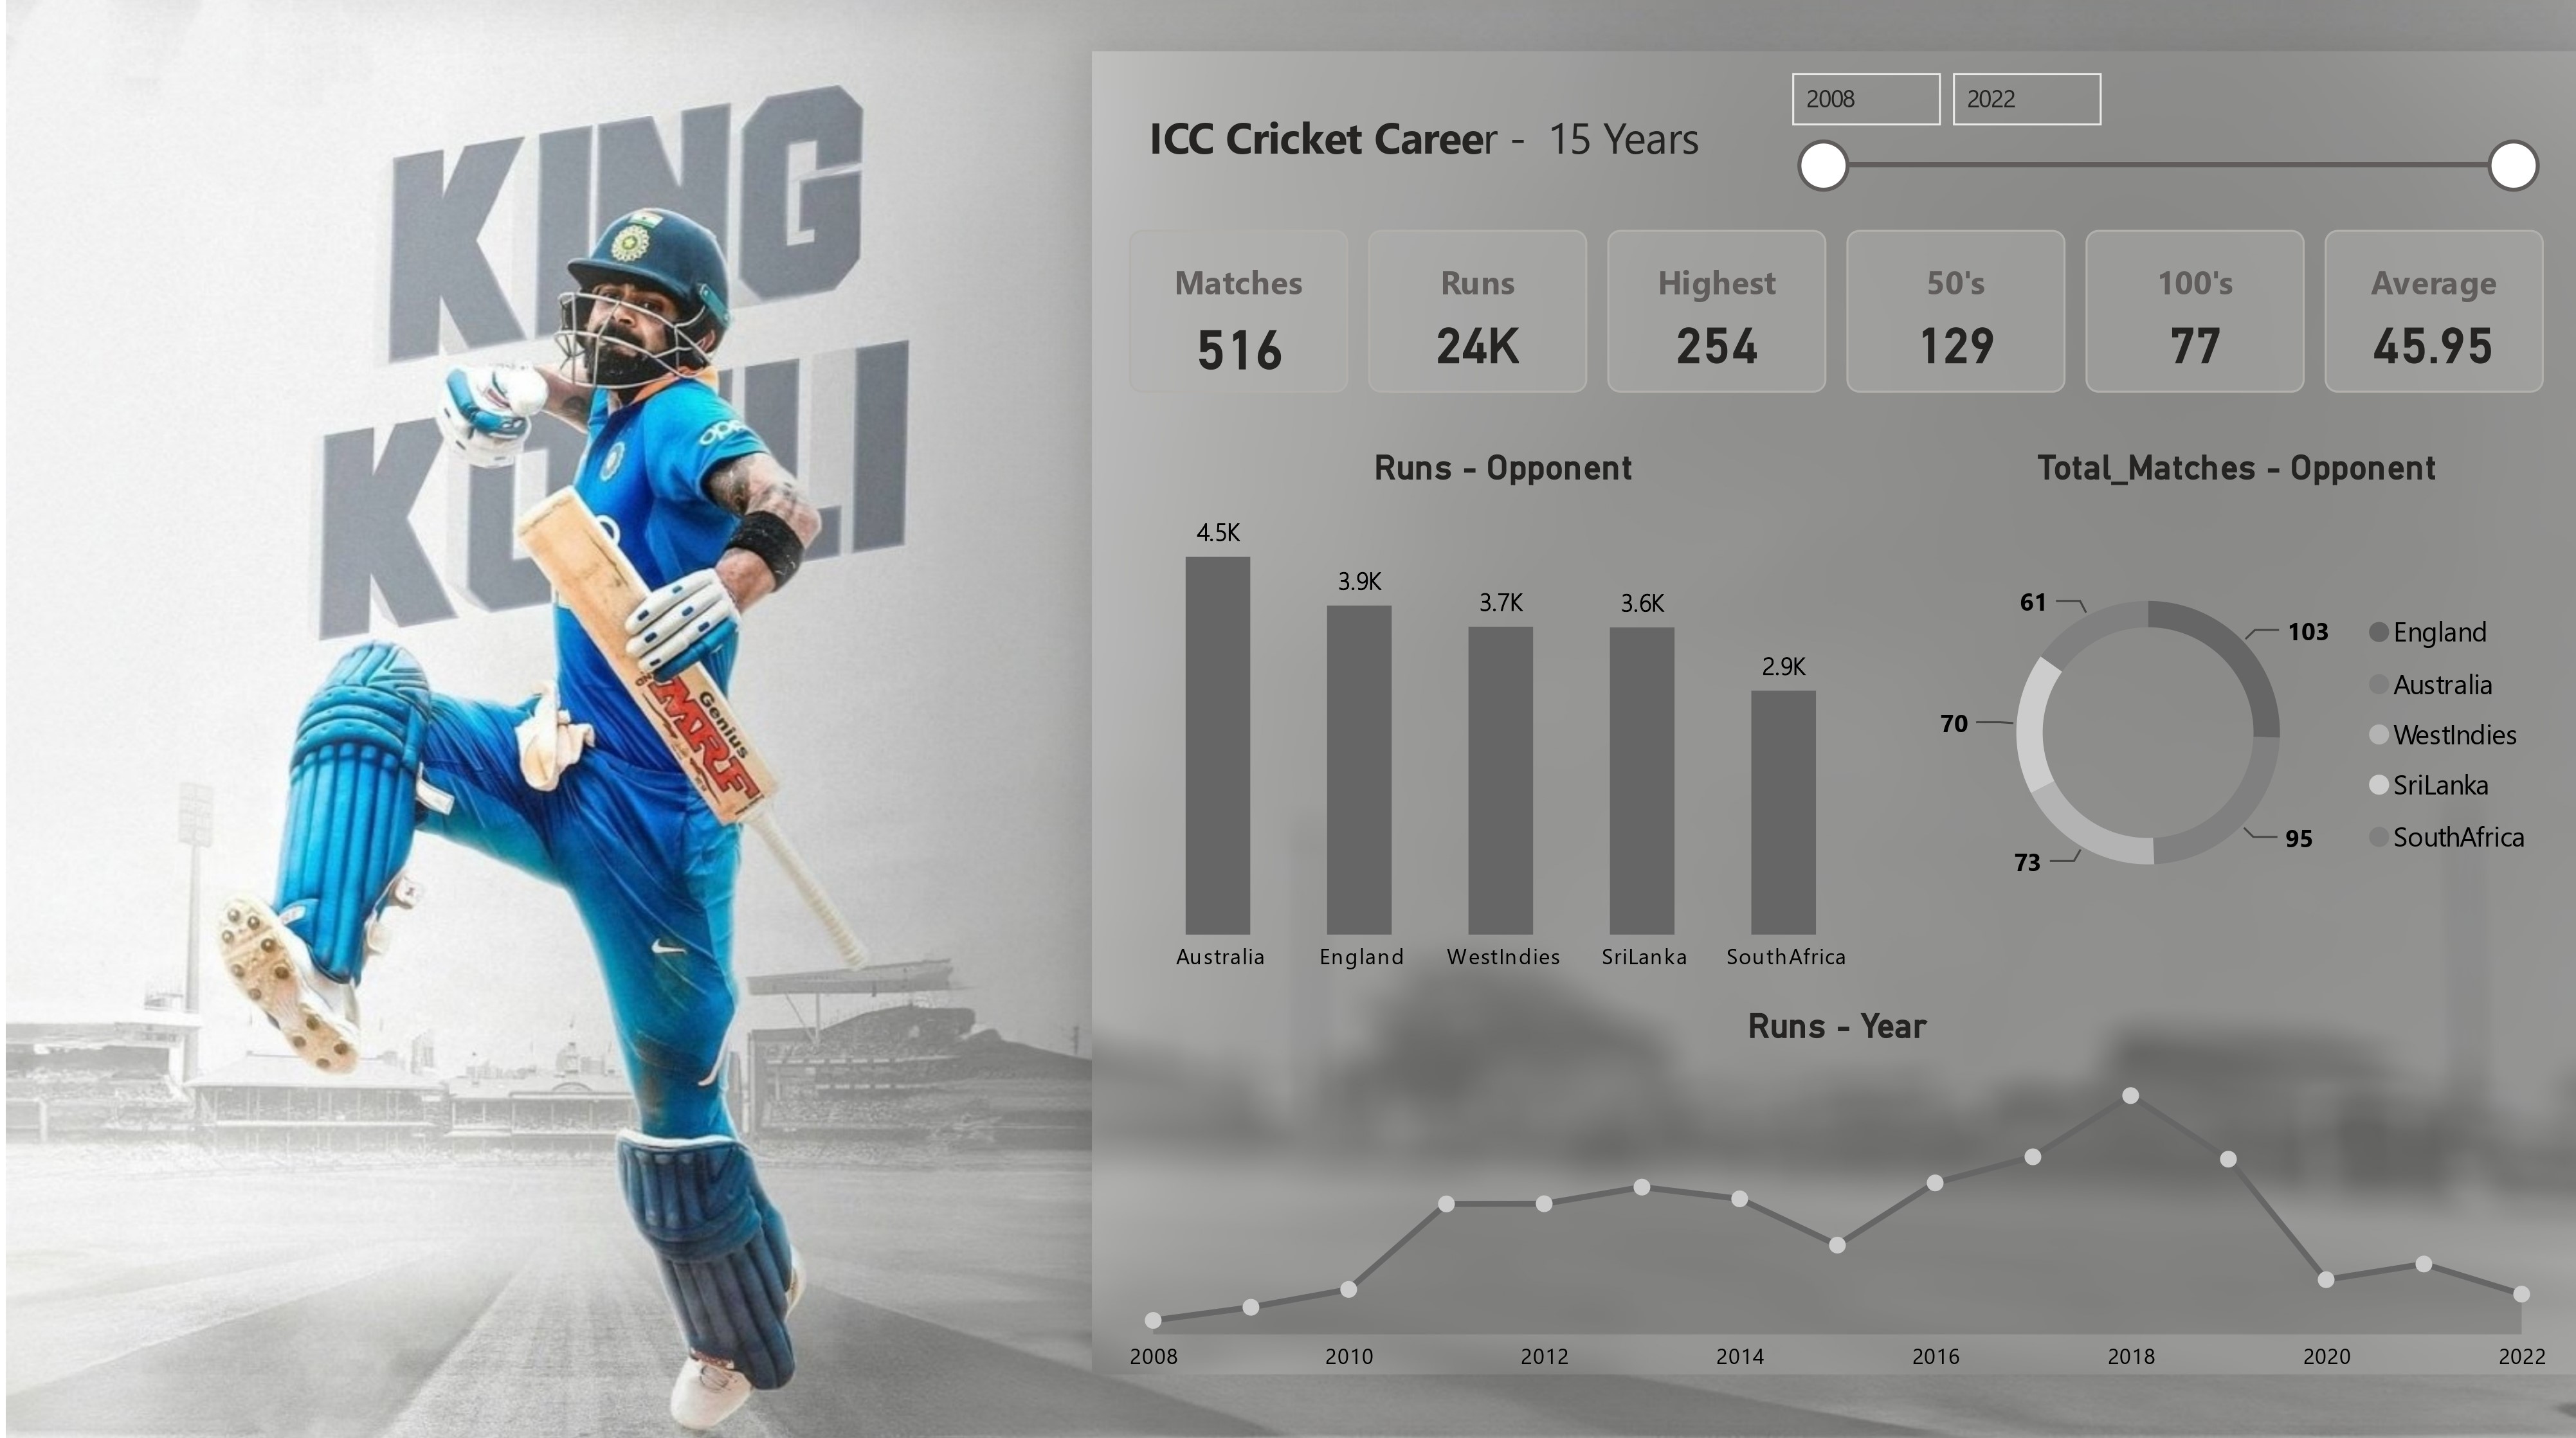 KING
KOHLI
oppo
Genius
MRF
ICC Cricket Career - 15 Years
2008 2022
Matches Runs Highest 50's 100's Average
516 24K 254 129 77 45.95
Runs - Opponent
4.5K
3.9K
3.7K
3.6K
2.9K
Australia England WestIndies SriLanka SouthAfrica
Total_Matches - Opponent
61
103
70
95
73
England
Australia
WestIndies
SriLanka
SouthAfrica
Runs - Year
2008 2010 2012 2014 2016 2018 2020 2022